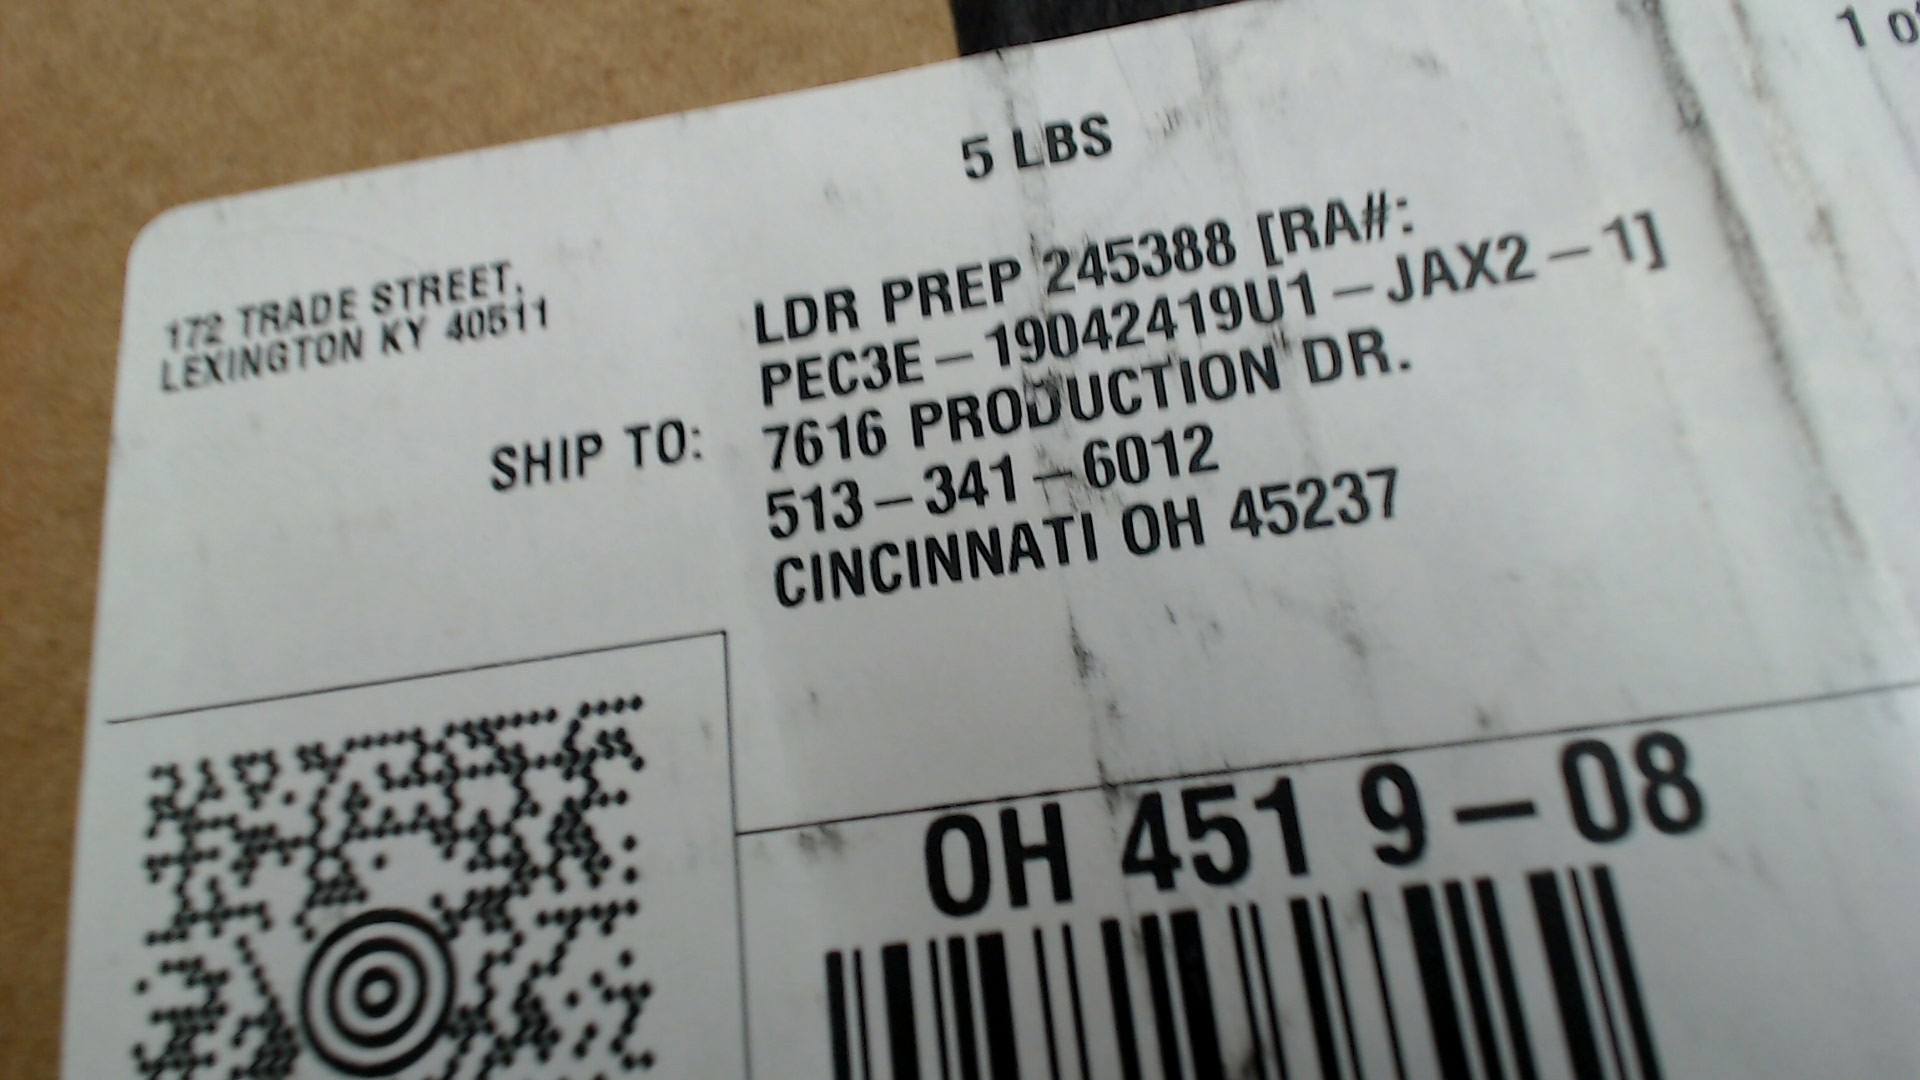 1 of
5 LBS
172 TRADE STREET,
LEXINGTON KY 40511
SHIP TO:
LDR PREP 245388 [RA#:
PEC3E-19042419U1-JAX2-1]
7616 PRODUCTION DR.
513-341-6012
CINCINNATI OH 45237
OH 451 9-08